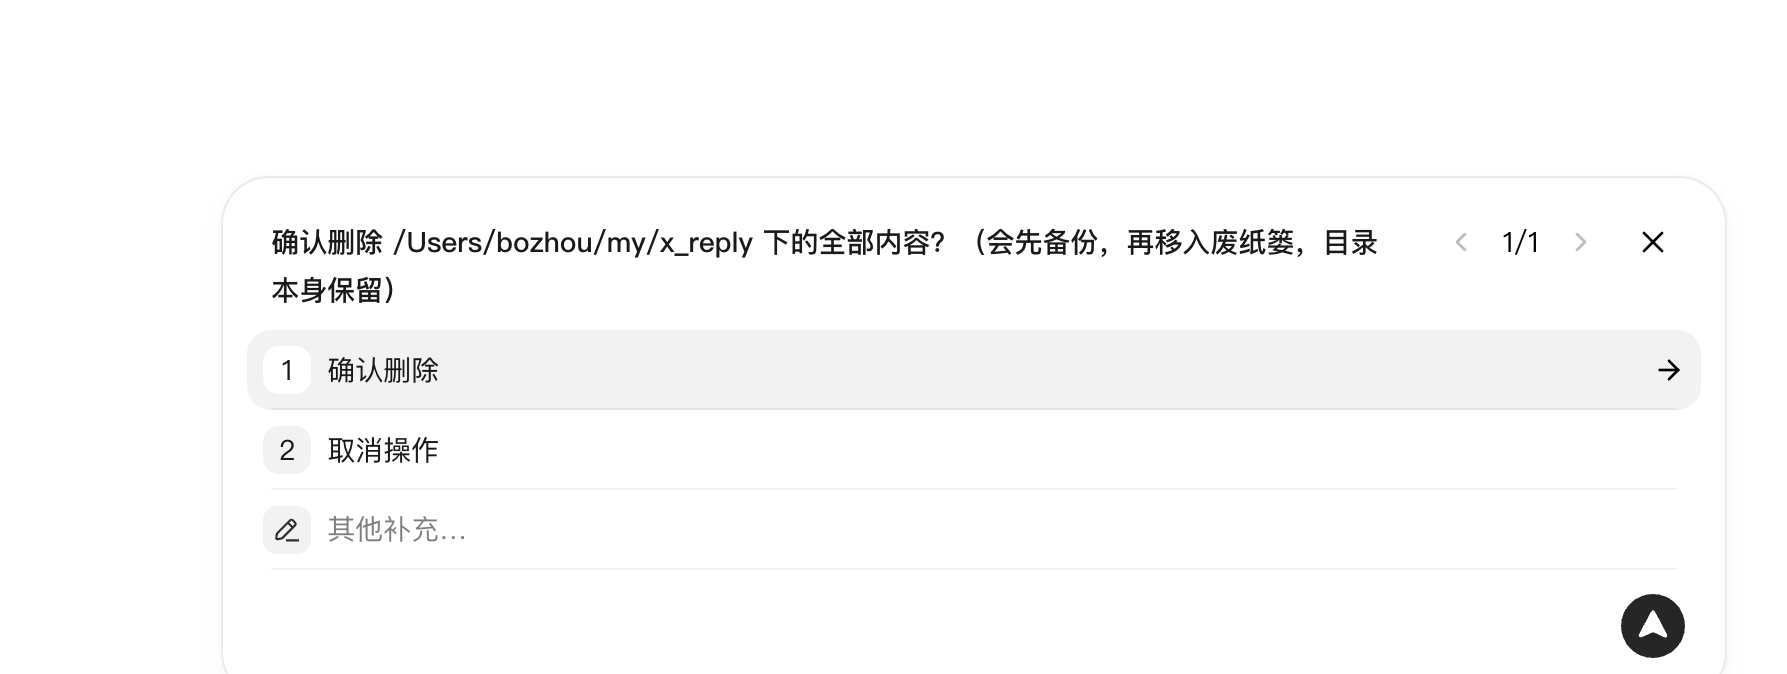 确认删除 /Users/bozhou/my/x_reply 下的全部内容？（会先备份，再移入废纸篓，目录
本身保留）
1/1
1 确认删除
2 取消操作
其他补充...